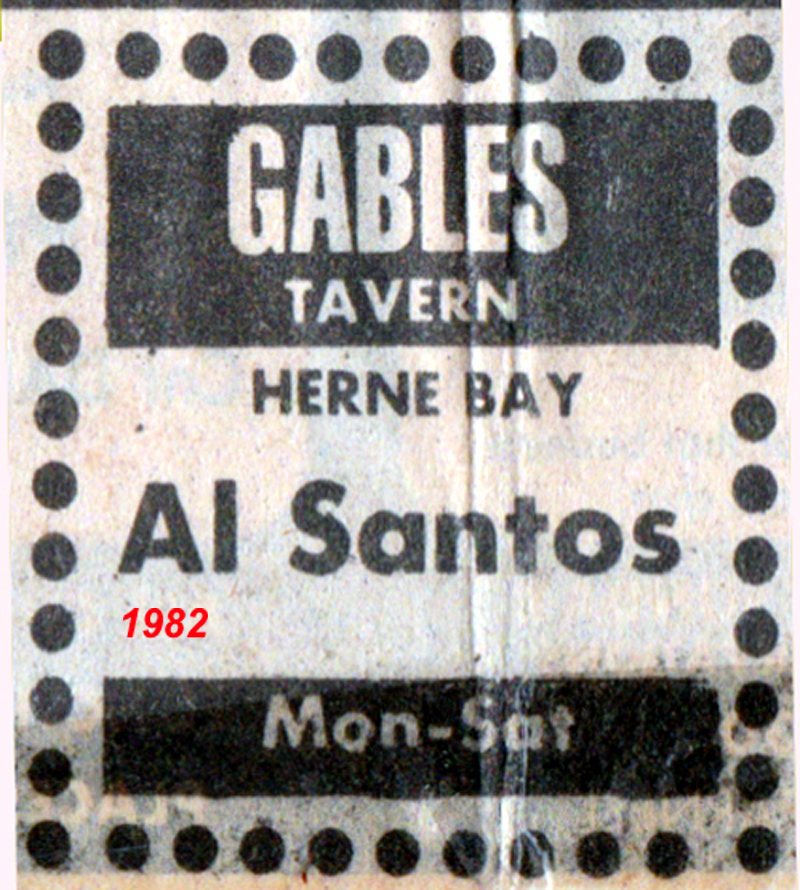 GABLES
TAVERN
HERNE BAY
Al Santos
1982
Mon-Sat